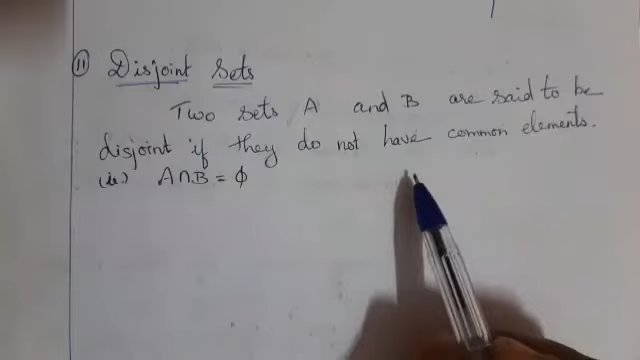 11 Disjoint Sets
Two sets A and B are said to be
disjoint if they do not have common elements.
(ie.) A∩B = ϕ